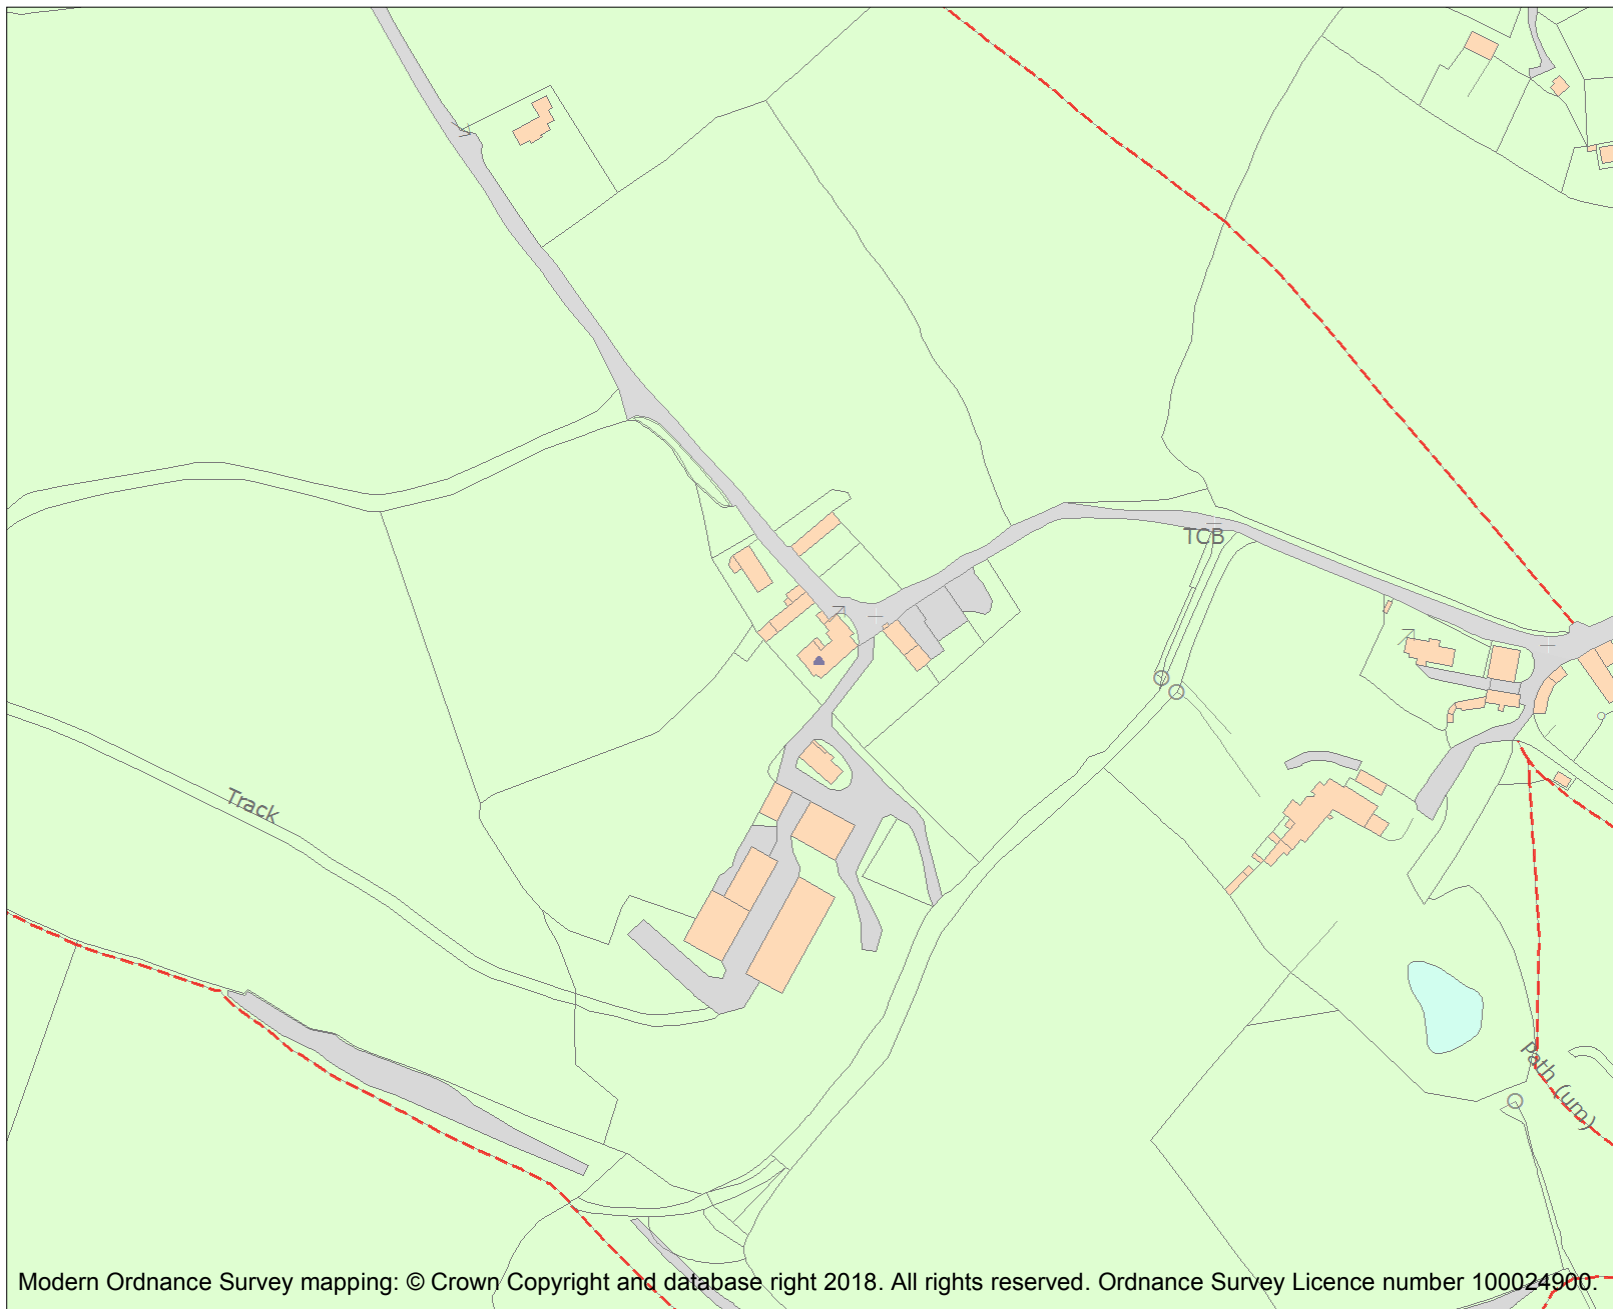 TCB
Track
Path (um)
Modern Ordnance Survey mapping: © Crown Copyright and database right 2018. All rights reserved. Ordnance Survey Licence number 100024900.